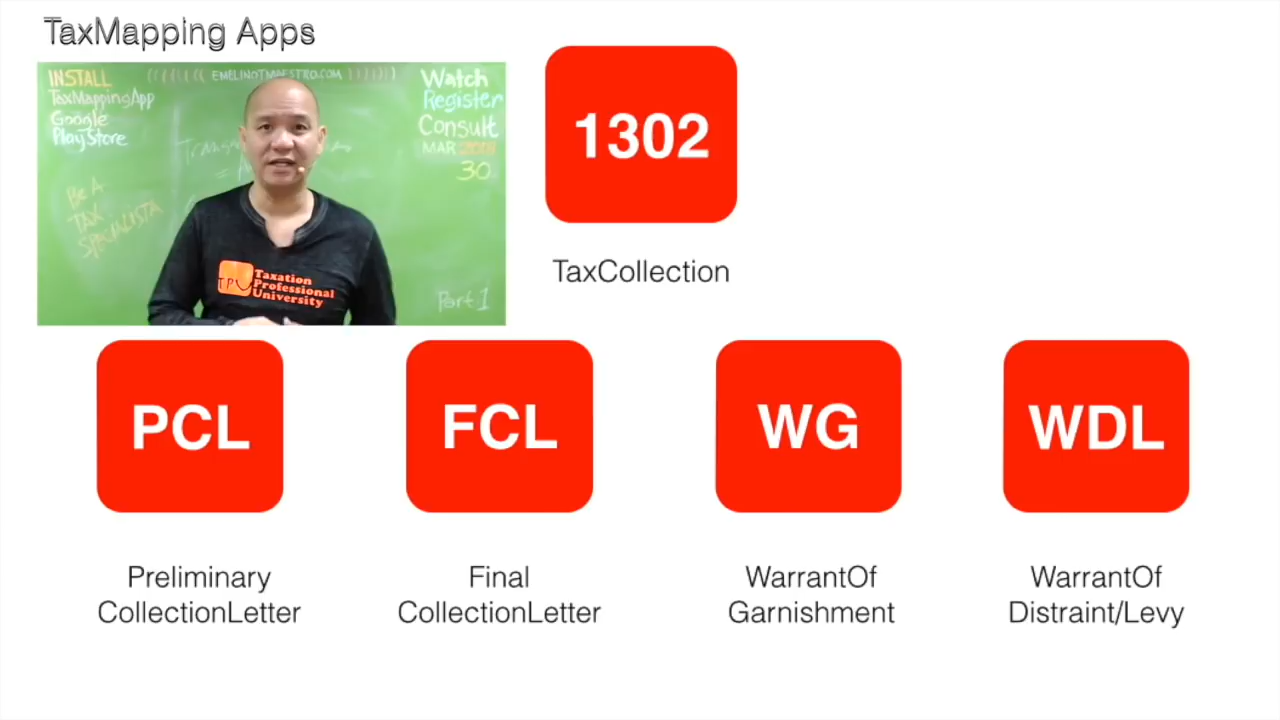 TaxMapping Apps
INSTALL
TaxMappingApp
Google
PlayStore
BE A
TAX
SPECIALISTA
EMELINOTMAESTRO.COM
Watch
Register
Consult
MAR
30
Part 1
TPU
Taxation
Professional
University
1302
TaxCollection
PCL
FCL
WG
WDL
Preliminary
CollectionLetter
Final
CollectionLetter
WarrantOf
Garnishment
WarrantOf
Distraint/Levy